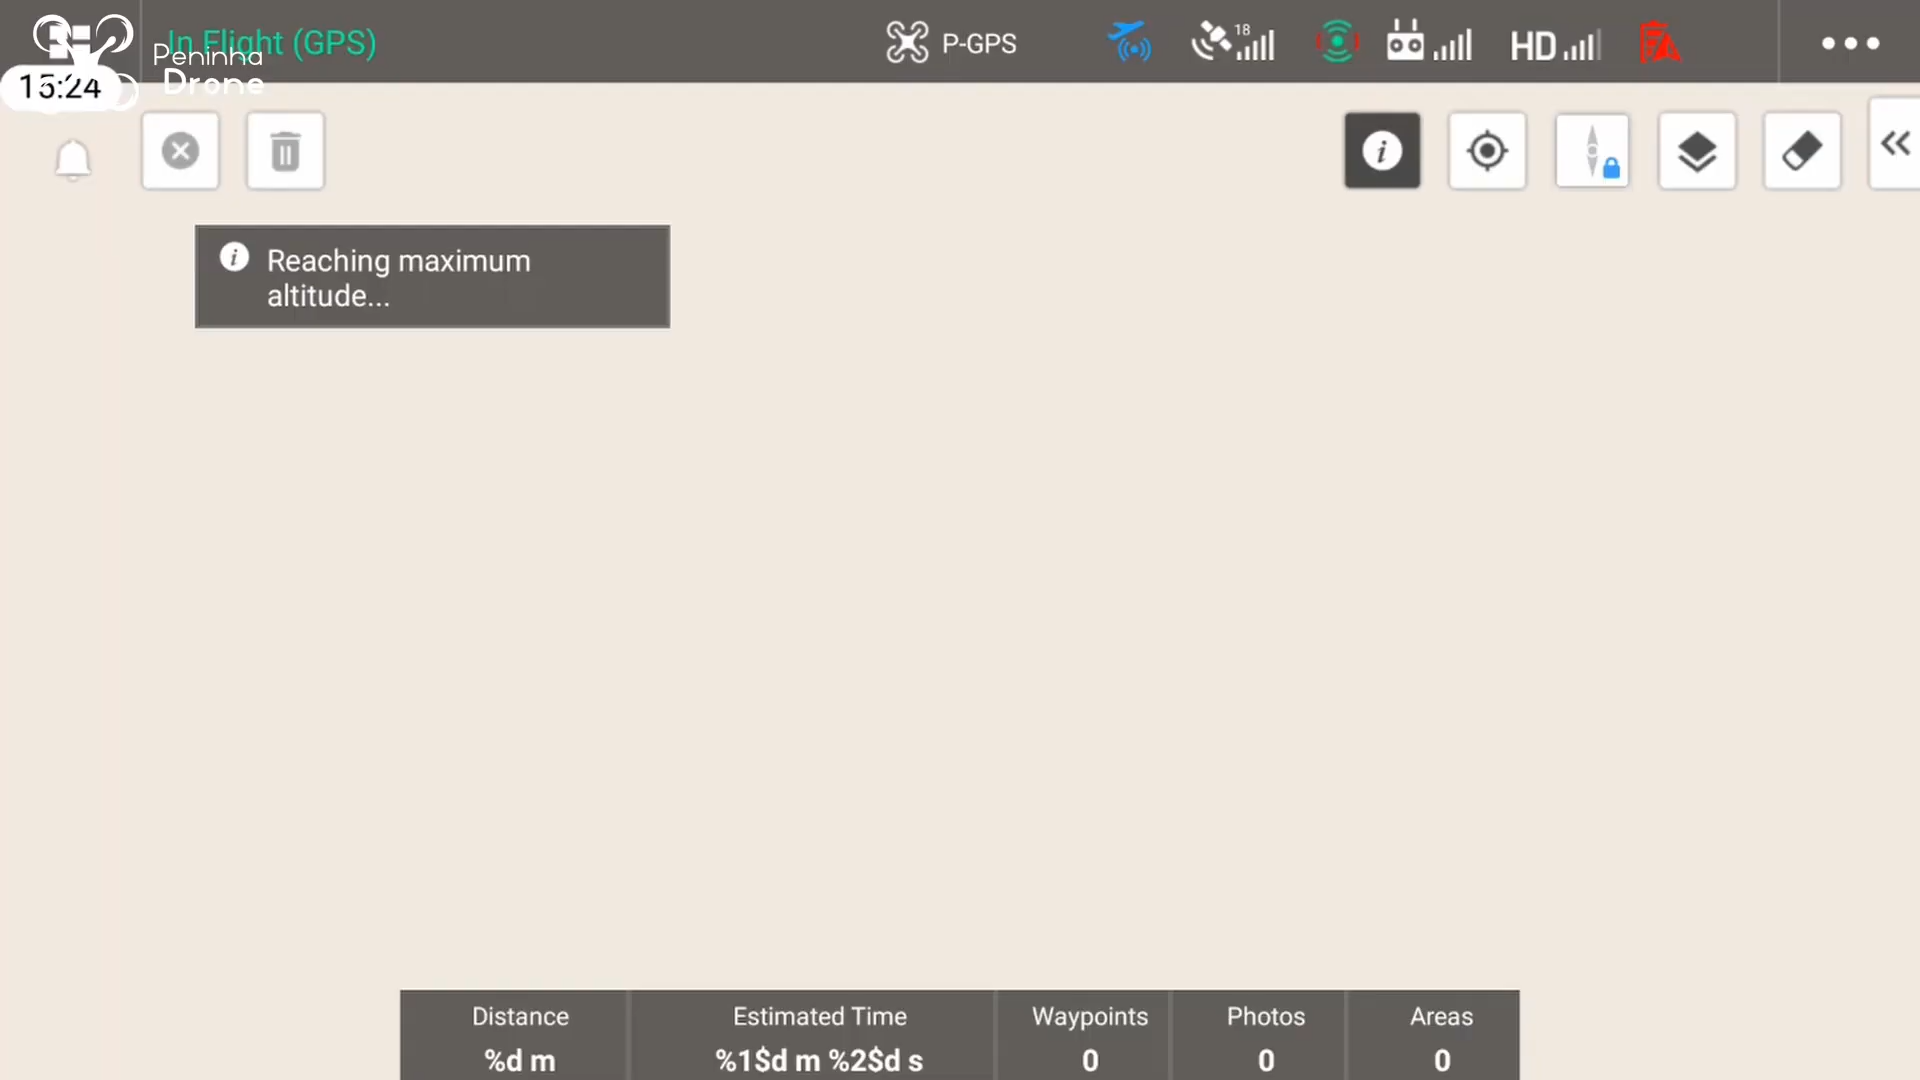 In Flight (GPS)
Peninha
Drone
15:24
P-GPS
18
HD
Reaching maximum
altitude...
Distance
%d m
Estimated Time
%1$d m %2$d s
Waypoints
0
Photos
0
Areas
0